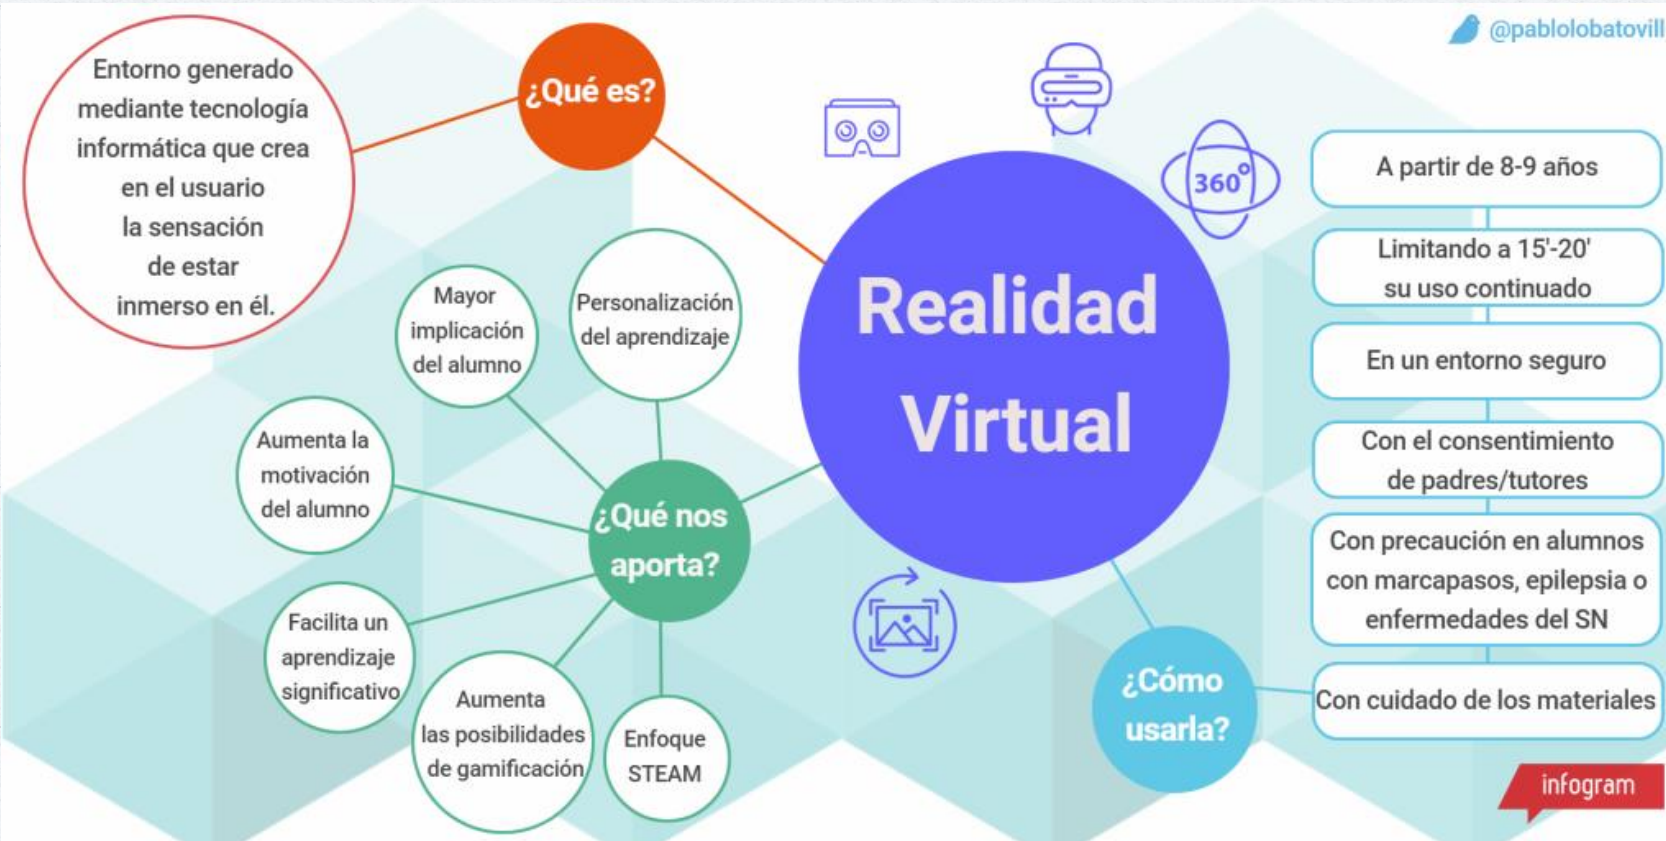 @pablolobatovill
Entorno generado
mediante tecnología
informática que crea
en el usuario
la sensación
de estar
inmerso en él.
¿Qué es?
360°
Realidad
Virtual
Mayor
implicación
del alumno
Personalización
del aprendizaje
Aumenta la
motivación
del alumno
¿Qué nos
aporta?
Facilita un
aprendizaje
significativo
Aumenta
las posibilidades
de gamificación
Enfoque
STEAM
¿Cómo
usarla?
A partir de 8-9 años
Limitando a 15'-20'
su uso continuado
En un entorno seguro
Con el consentimiento
de padres/tutores
Con precaución en alumnos
con marcapasos, epilepsia o
enfermedades del SN
Con cuidado de los materiales
infogram